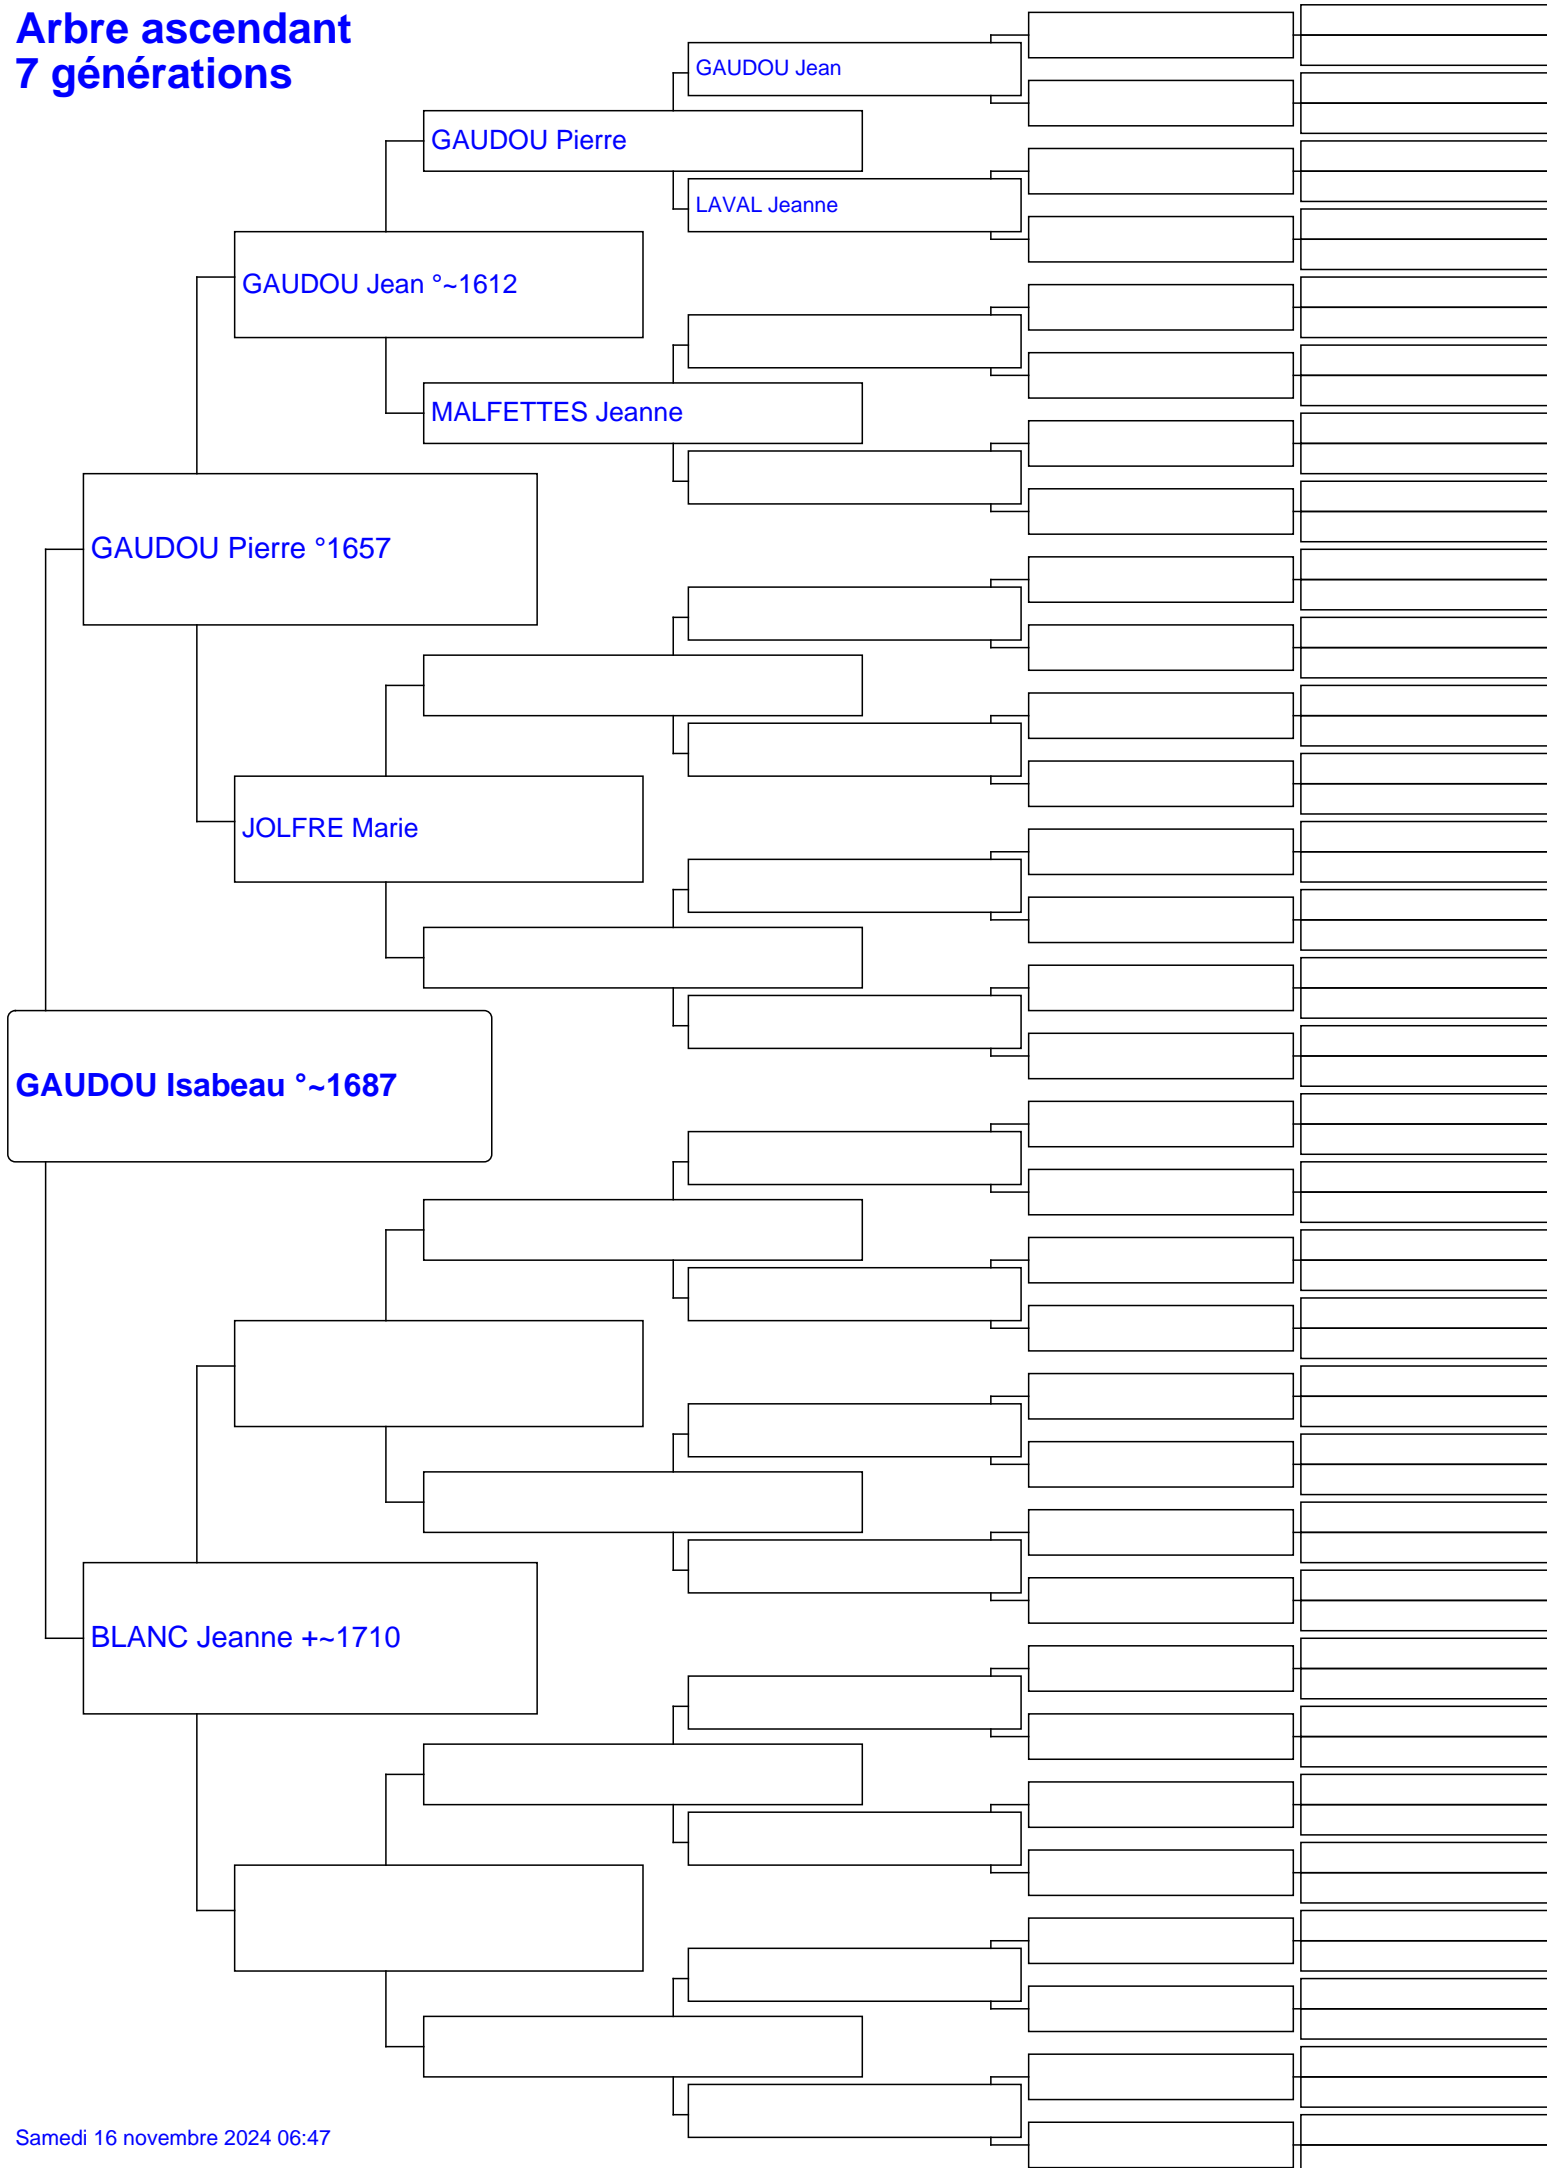 Arbre ascendant
7 générations
GAUDOU Jean
GAUDOU Pierre
LAVAL Jeanne
GAUDOU Jean °~1612
MALFETTES Jeanne
GAUDOU Pierre °1657
JOLFRE Marie
GAUDOU Isabeau °~1687
BLANC Jeanne +~1710
Samedi 16 novembre 2024 06:47